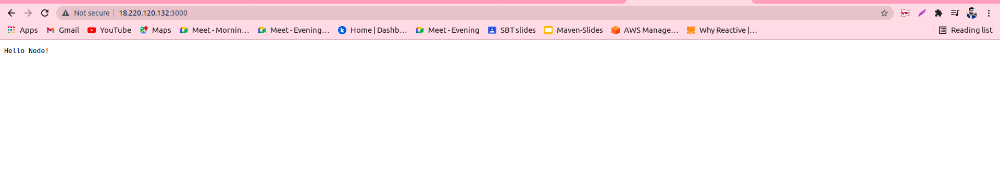 Not secure 18.220.120.132:3000
Apps Gmail YouTube Maps Meet - Mornin… Meet - Evening… Home | Dashb… Meet - Evening SBT slides Maven-Slides AWS Manage… Why Reactive |… Reading list
Hello Node!